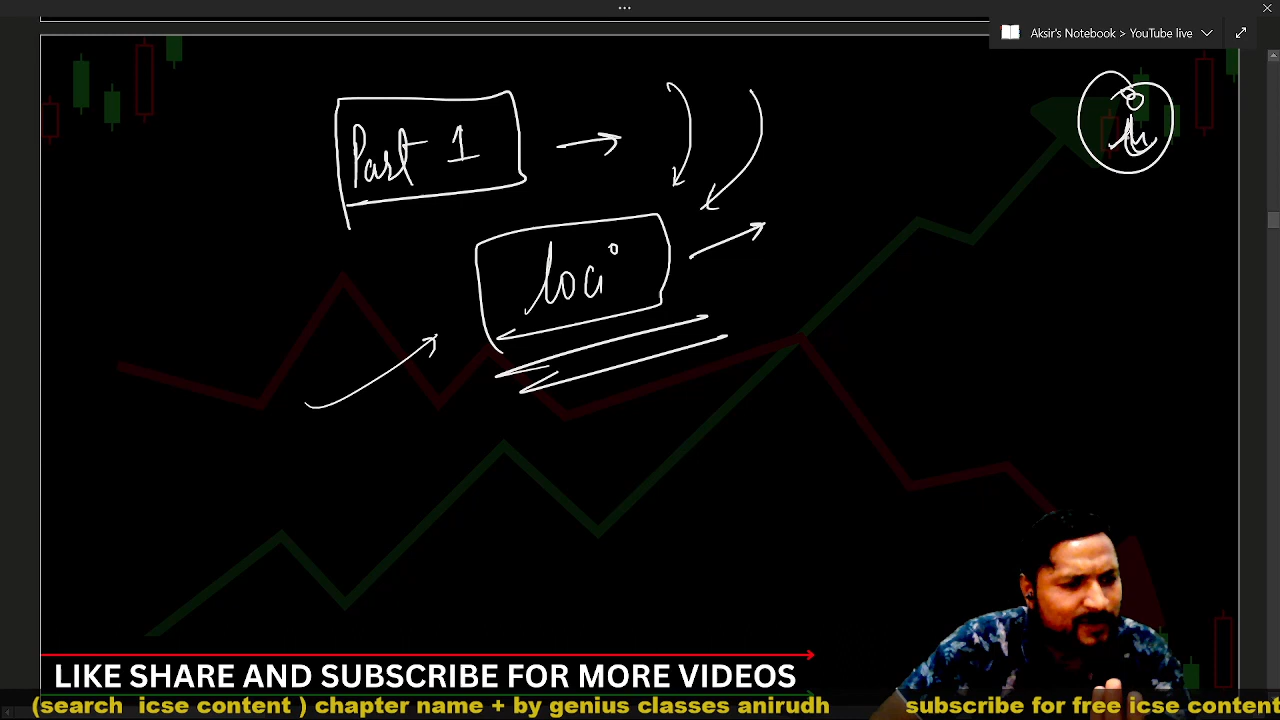 Aksir's Notebook > YouTube live
Part 1
loci
LIKE SHARE AND SUBSCRIBE FOR MORE VIDEOS
(search icse content ) chapter name + by genius classes anirudh subscribe for free icse content